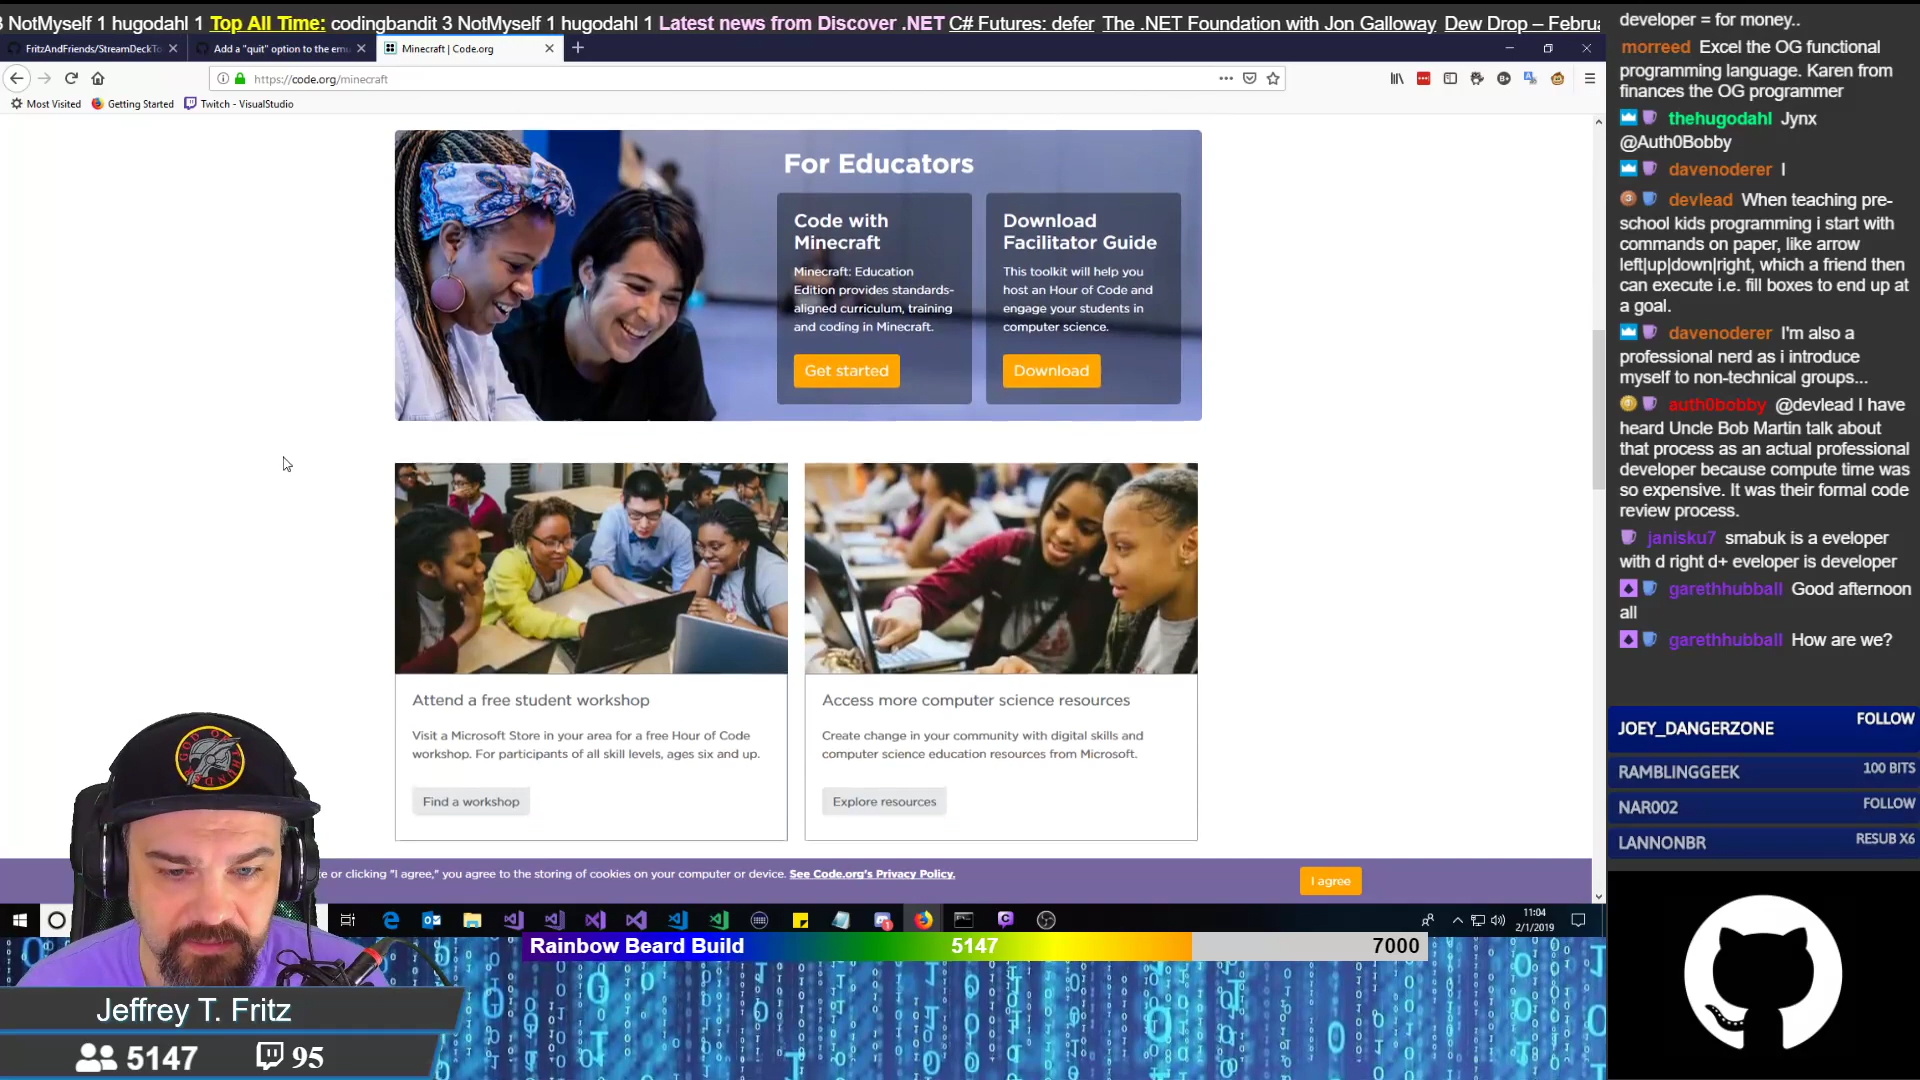 3 NotMyself 1 hugodahl 1 Top All Time: codingbandit 3 NotMyself 1 hugodahl 1 Latest news from Discover .NET C# Futures: defer The .NET Foundation with Jon Galloway Dew Drop – Februa
FritzAndFriends/StreamDeckTo
Add a "quit" option to the emu
Minecraft | Code.org
https://code.org/minecraft
Most Visited
Getting Started
Twitch - VisualStudio
For Educators
Code with
Minecraft
Minecraft: Education
Edition provides standards-
aligned curriculum, training
and coding in Minecraft.
Get started
Download
Facilitator Guide
This toolkit will help you
host an Hour of Code and
engage your students in
computer science.
Download
Attend a free student workshop
Visit a Microsoft Store in your area for a free Hour of Code
workshop. For participants of all skill levels, ages six and up.
Find a workshop
Access more computer science resources
Create change in your community with digital skills and
computer science education resources from Microsoft.
Explore resources
or clicking "I agree," you agree to the storing of cookies on your computer or device. See Code.org's Privacy Policy.
I agree
11:04
2/1/2019
Rainbow Beard Build
5147
7000
GOD OF THUNDER
Jeffrey T. Fritz
5147
95
developer = for money..
morreed Excel the OG functional
programming language. Karen from
finances the OG programmer
thehugodahl Jynx
@Auth0Bobby
davenoderer I
devlead When teaching pre-
school kids programming i start with
commands on paper, like arrow
left|up|down|right, which a friend then
can execute i.e. fill boxes to end up at
a goal.
davenoderer I'm also a
professional nerd as i introduce
myself to non-technical groups...
auth0bobby @devlead I have
heard Uncle Bob Martin talk about
that process as an actual professional
developer because compute time was
so expensive. It was their formal code
review process.
janisku7 smabuk is a eveloper
with d right d+ eveloper is developer
garethhubball Good afternoon
all
garethhubball How are we?
JOEY_DANGERZONE FOLLOW
RAMBLINGGEEK 100 BITS
NAR002 FOLLOW
LANNONBR RESUB X6